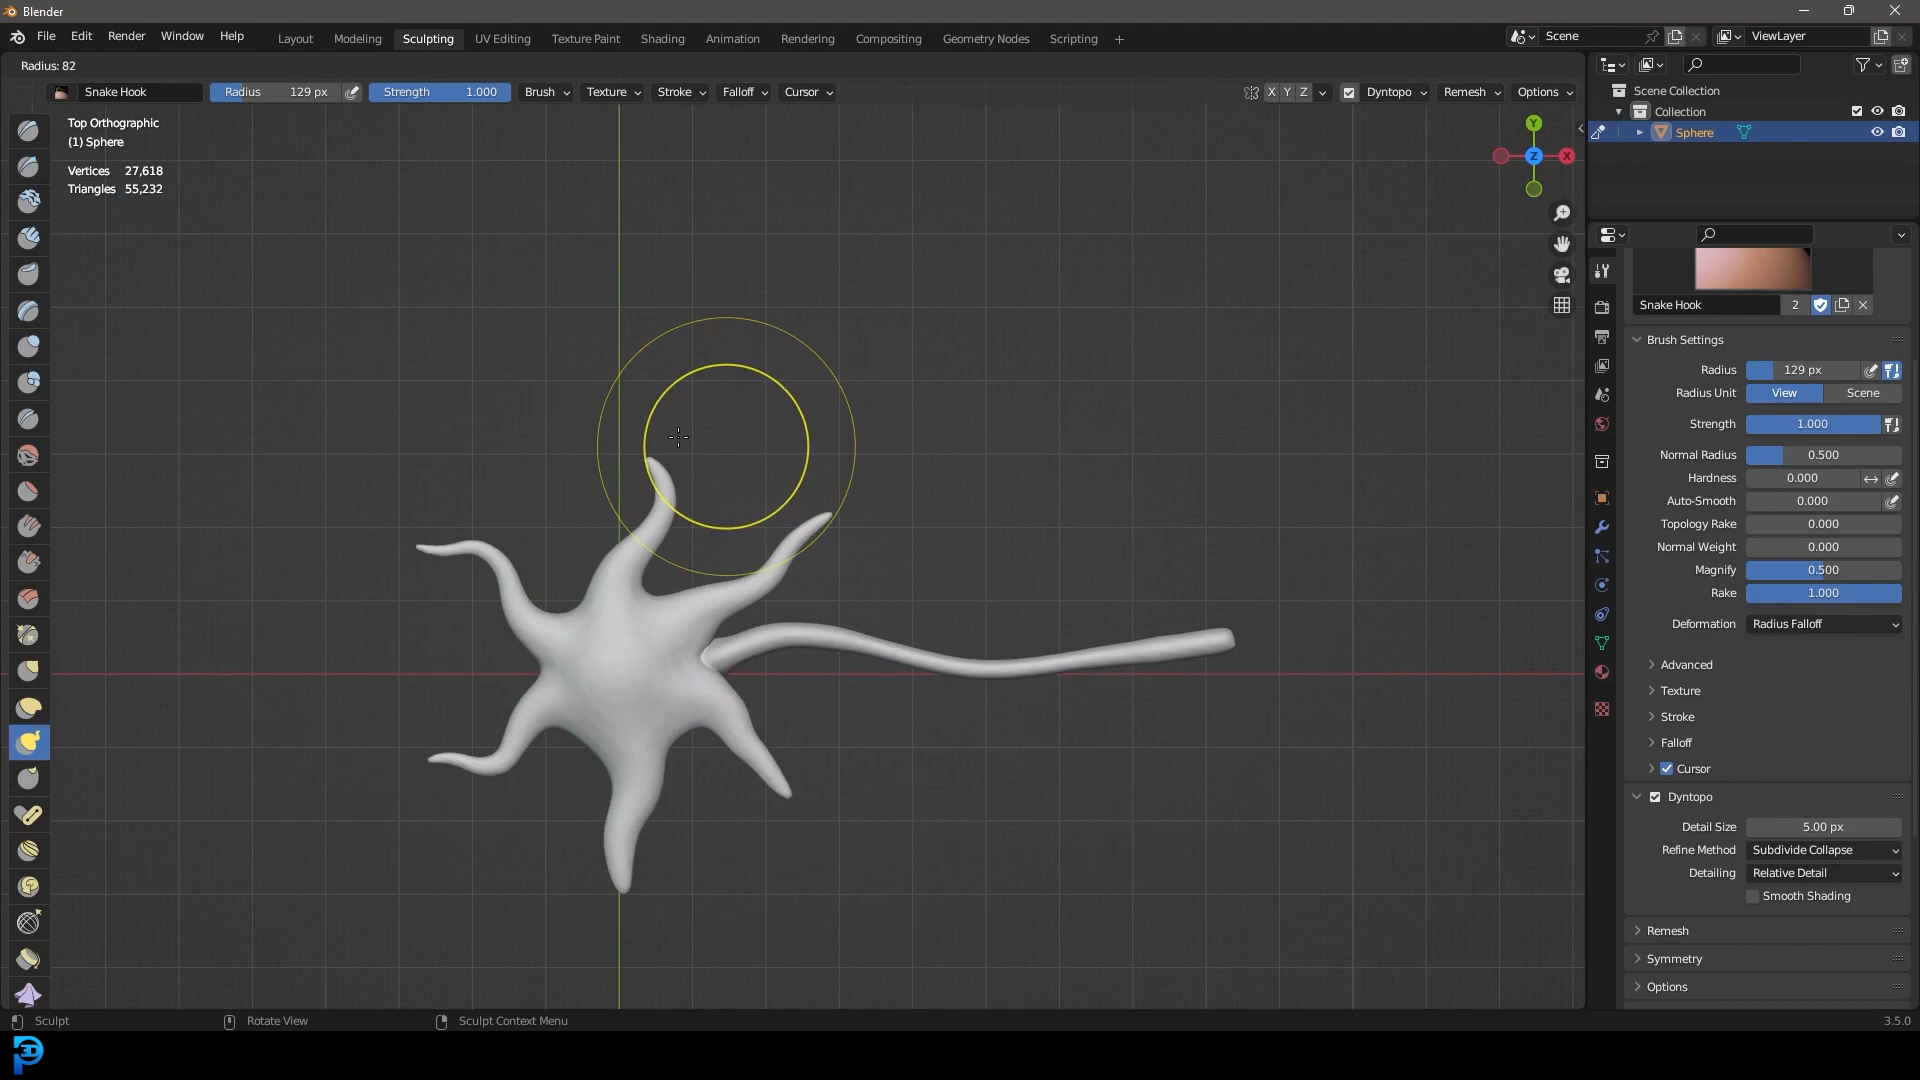 Blender
File Edit Render Window Help
Layout Modeling Sculpting UV Editing Texture Paint Shading Animation Rendering Compositing Geometry Nodes Scripting +
Scene
ViewLayer
Radius: 82
Snake Hook Radius 129 px Strength 1.000 Brush Texture Stroke Falloff Cursor
X Y Z Dyntopo Remesh Options
Scene Collection
Collection
Sphere
Top Orthographic
(1) Sphere
Vertices 27,618
Triangles 55,232
Y
Z X
Snake Hook 2
Brush Settings
Radius 129 px
Radius Unit View Scene
Strength 1.000
Normal Radius 0.500
Hardness 0.000
Auto-Smooth 0.000
Topology Rake 0.000
Normal Weight 0.000
Magnify 0.500
Rake 1.000
Deformation Radius Falloff
Advanced
Texture
Stroke
Falloff
Cursor
Dyntopo
Detail Size 5.00 px
Refine Method Subdivide Collapse
Detailing Relative Detail
Smooth Shading
Remesh
Symmetry
Options
Sculpt Rotate View Sculpt Context Menu 3.5.0
3D